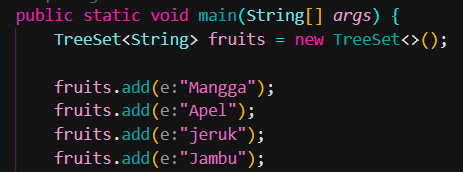 public static void main(String[] args) {
TreeSet<String> fruits = new TreeSet<>();
fruits.add(e:"Mangga");
fruits.add(e:"Apel");
fruits.add(e:"jeruk");
fruits.add(e:"Jambu");